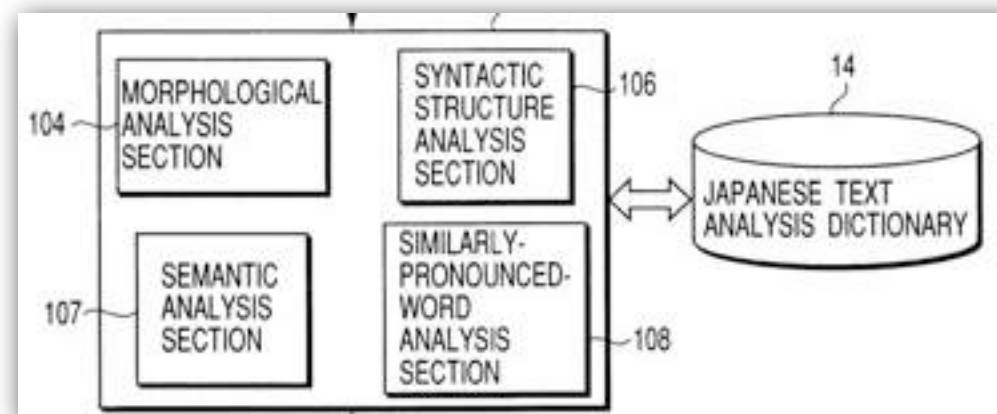 104
MORPHOLOGICAL
ANALYSIS
SECTION
SYNTACTIC
STRUCTURE
ANALYSIS
SECTION
106
14
JAPANESE TEXT
ANALYSIS DICTIONARY
107
SEMANTIC
ANALYSIS
SECTION
SIMILARLY-
PRONOUNCED-
WORD
ANALYSIS
SECTION
108